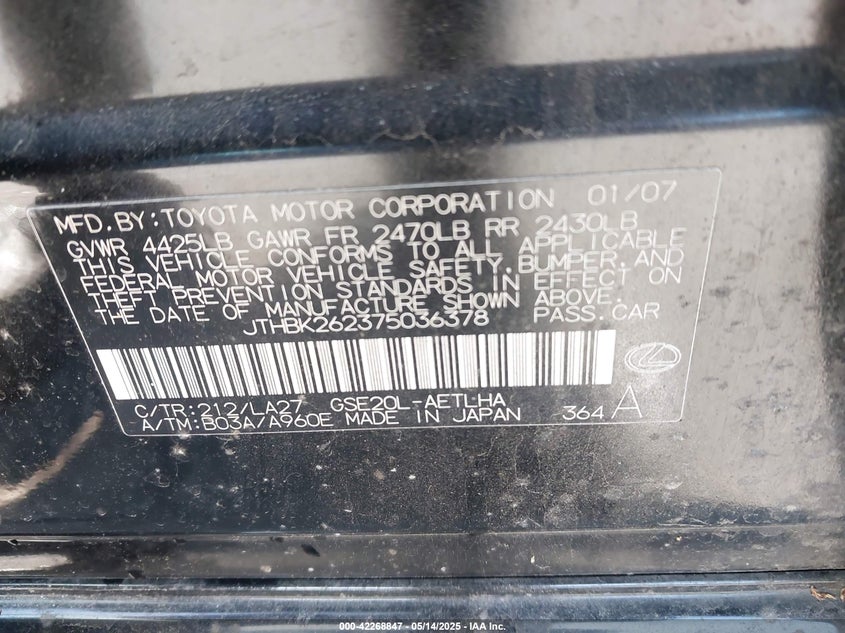 MFD.BY:TOYOTA MOTOR CORPORATION 01/07
GVWR 4425LB GAWR FR 2470LB RR 2430LB
THIS VEHICLE CONFORMS TO ALL APPLICABLE
FEDERAL MOTOR VEHICLE SAFETY,BUMPER,AND
THEFT PREVENTION STANDARDS IN EFFECT ON
THE DATE OF MANUFACTURE SHOWN ABOVE.
JTHBK262375036378 PASS.CAR
C/TR:212/LA27 GSE20L-AETLHA
A/TM:B03A/A960E MADE IN JAPAN 364 A
000-42268847 - 05/14/2025 - IAA Inc.